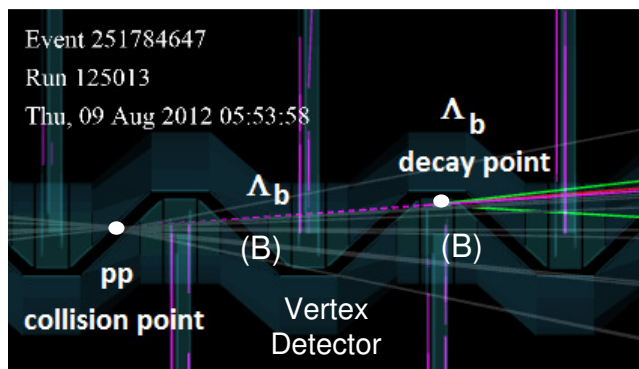 Event 251784647
Run 125013
Thu, 09 Aug 2012 05:53:58
Λb
decay point
Λb
(B)
(B)
pp
collision point
Vertex
Detector